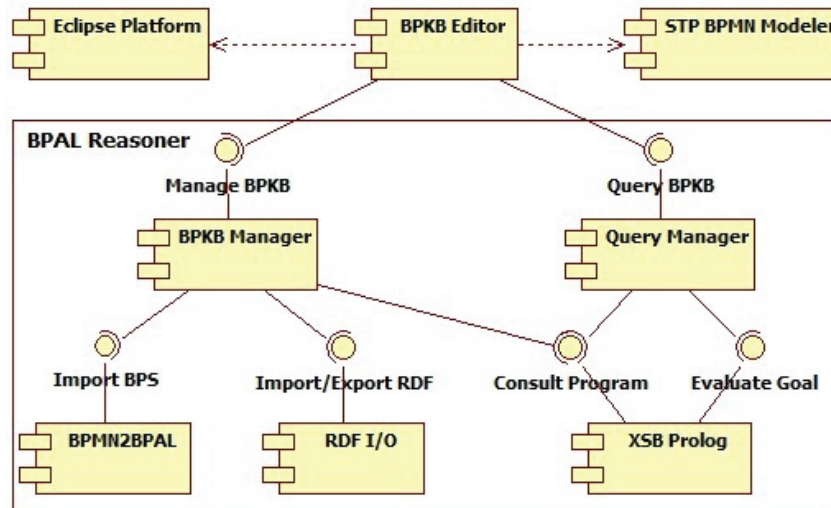 Eclipse Platform
BPKB Editor
STP BPMN Modeler
BPAL Reasoner
Manage BPKB
Query BPKB
BPKB Manager
Query Manager
Import BPS
Import/Export RDF
Consult Program
Evaluate Goal
BPMN2BPAL
RDF I/O
XSB Prolog